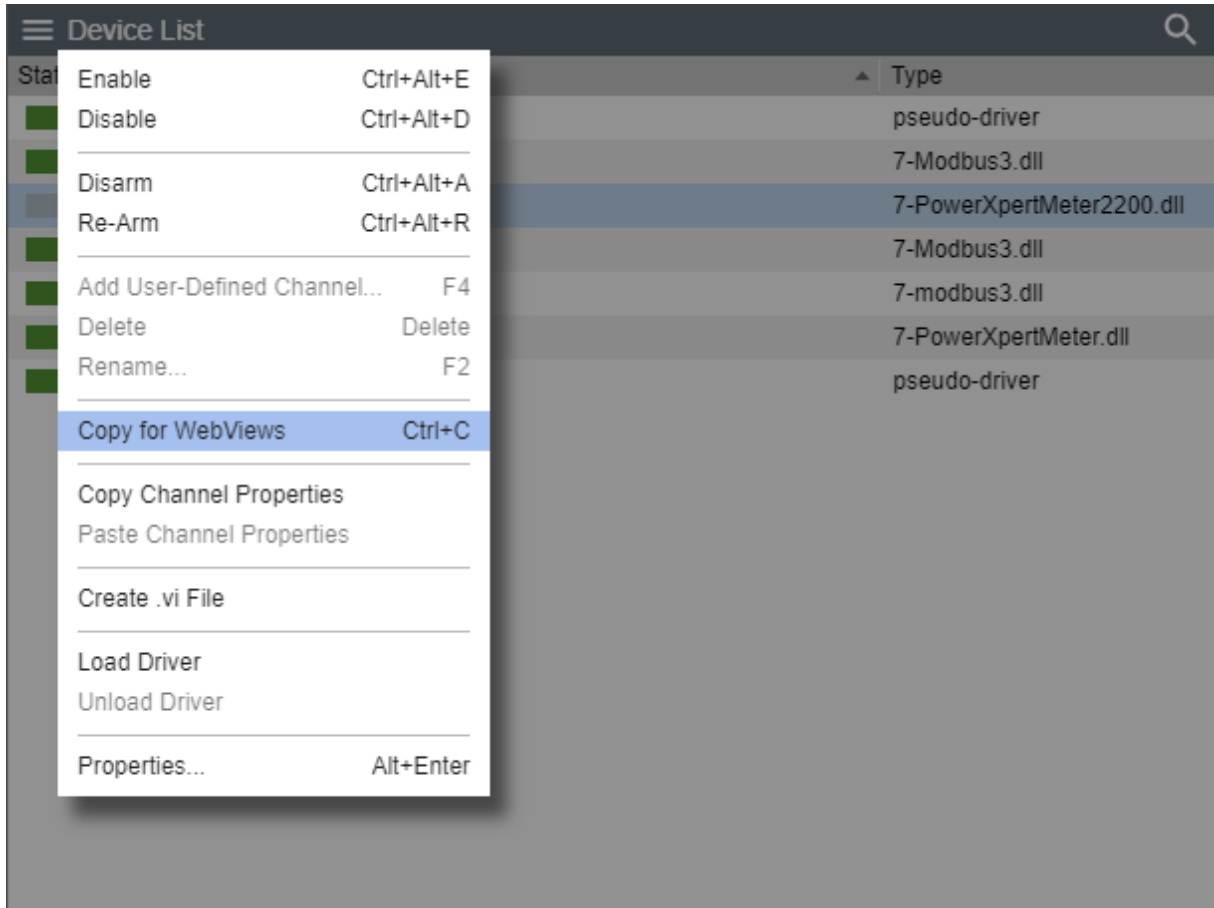 Device List
Stat Type
Enable Ctrl+Alt+E
Disable Ctrl+Alt+D
Disarm Ctrl+Alt+A
Re-Arm Ctrl+Alt+R
Add User-Defined Channel... F4
Delete Delete
Rename... F2
Copy for WebViews Ctrl+C
Copy Channel Properties
Paste Channel Properties
Create .vi File
Load Driver
Unload Driver
Properties... Alt+Enter
pseudo-driver
7-Modbus3.dll
7-PowerXpertMeter2200.dll
7-Modbus3.dll
7-modbus3.dll
7-PowerXpertMeter.dll
pseudo-driver